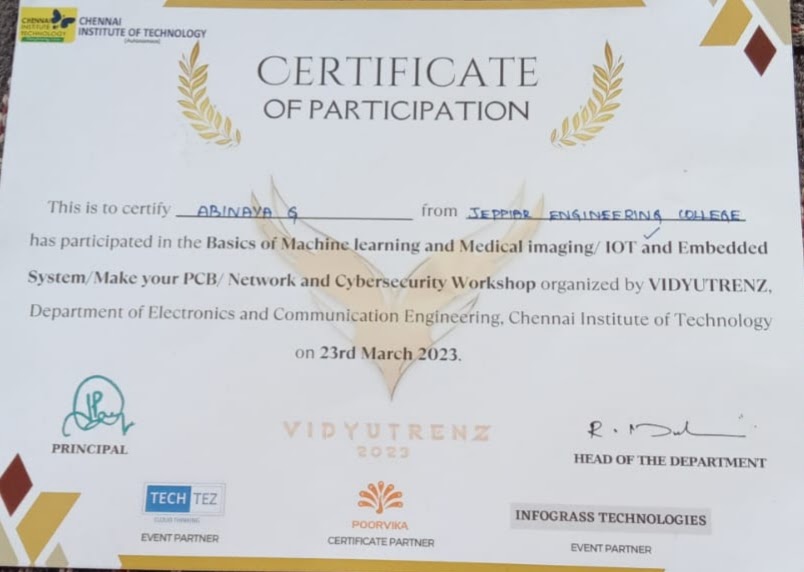 CHENNAI
INSTITUTE OF
TECHNOLOGY
CHENNAI
INSTITUTE OF TECHNOLOGY
(Autonomous)
CERTIFICATE
OF PARTICIPATION
This is to certify ABINAYA G from JEPPIAR ENGINEERING COLLEGE
has participated in the Basics of Machine learning and Medical imaging/ IOT and Embedded
System/Make your PCB/ Network and Cybersecurity Workshop organized by VIDYUTRENZ,
Department of Electronics and Communication Engineering, Chennai Institute of Technology
on 23rd March 2023.
VIDYUTRENZ
2023
PRINCIPAL
HEAD OF THE DEPARTMENT
TECH TEZ
CLOUD THINKING
EVENT PARTNER
POORVIKA
CERTIFICATE PARTNER
INFOGRASS TECHNOLOGIES
EVENT PARTNER